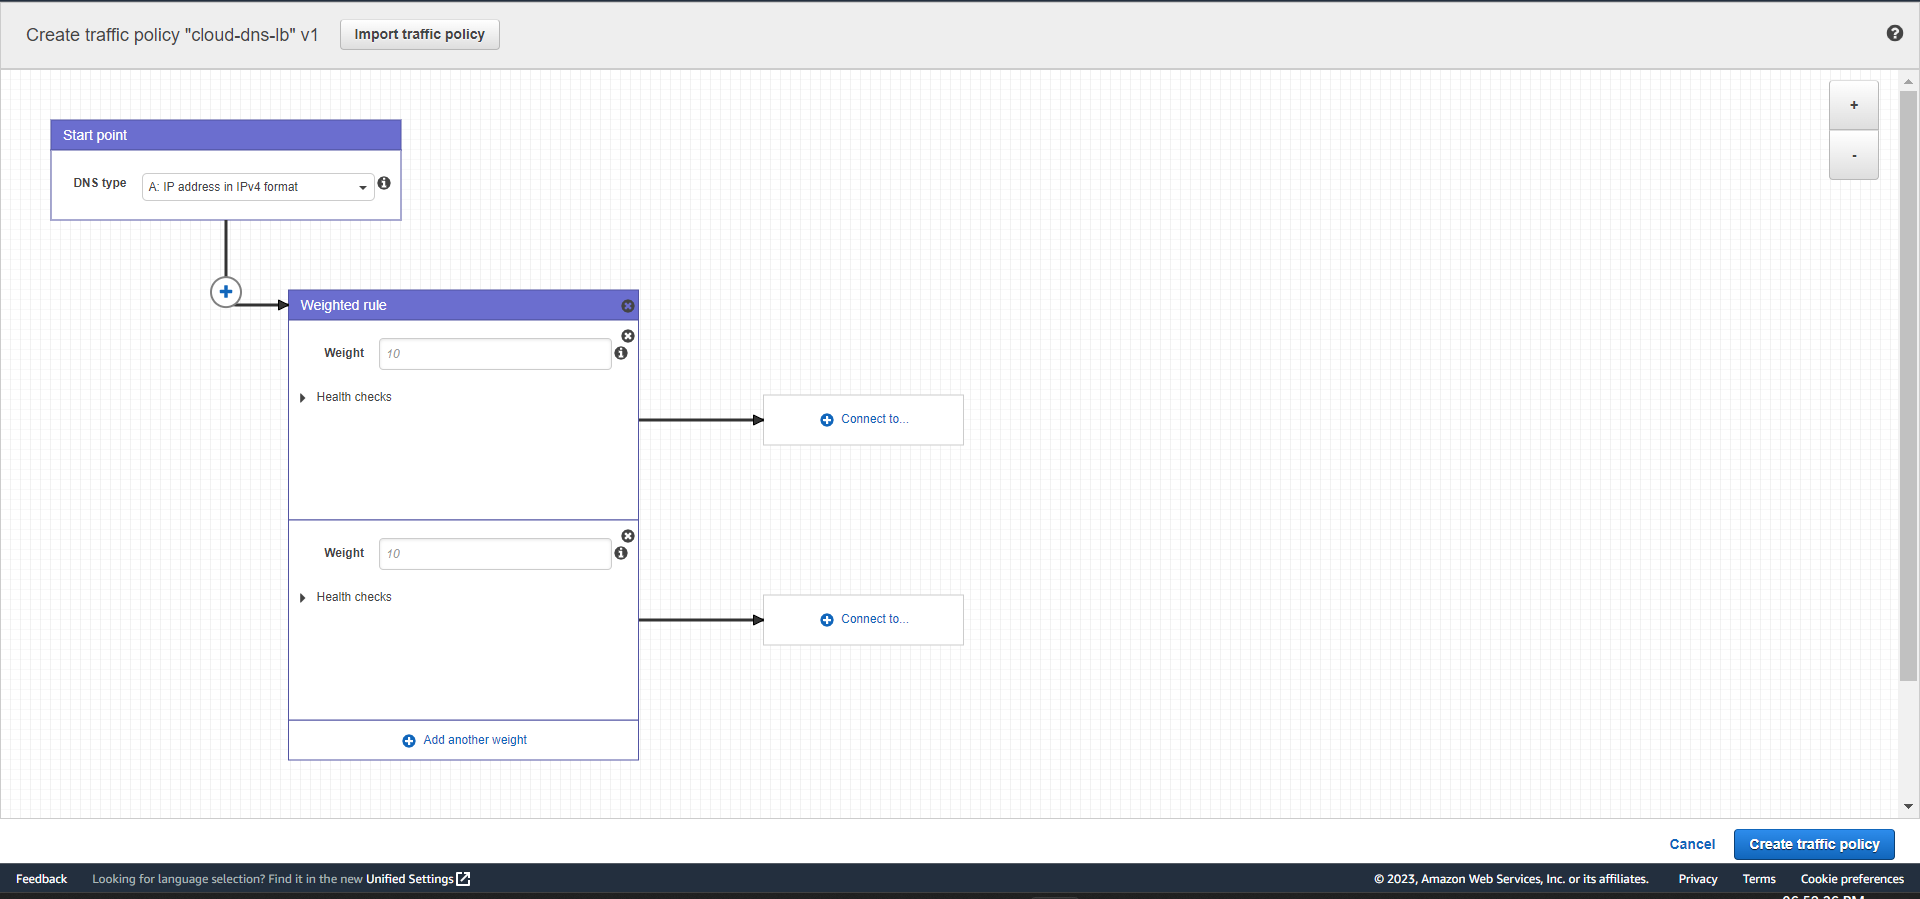 Create traffic policy "cloud-dns-lb" v1
Import traffic policy
Start point
DNS type
A: IP address in IPv4 format
Weighted rule
Weight
10
Health checks
Connect to...
Weight
10
Health checks
Connect to...
Add another weight
+
-
Cancel
Create traffic policy
Feedback
Looking for language selection? Find it in the new Unified Settings
© 2023, Amazon Web Services, Inc. or its affiliates.
Privacy
Terms
Cookie preferences